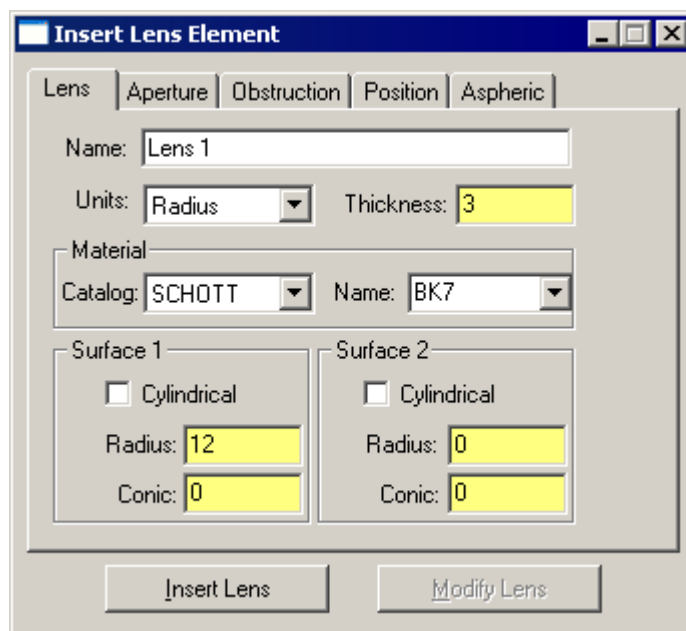 Insert Lens Element
Lens Aperture Obstruction Position Aspheric
Name: Lens 1
Units: Radius Thickness: 3
Material
Catalog: SCHOTT Name: BK7
Surface 1 Surface 2
Cylindrical Cylindrical
Radius: 12 Radius: 0
Conic: 0 Conic: 0
Insert Lens Modify Lens